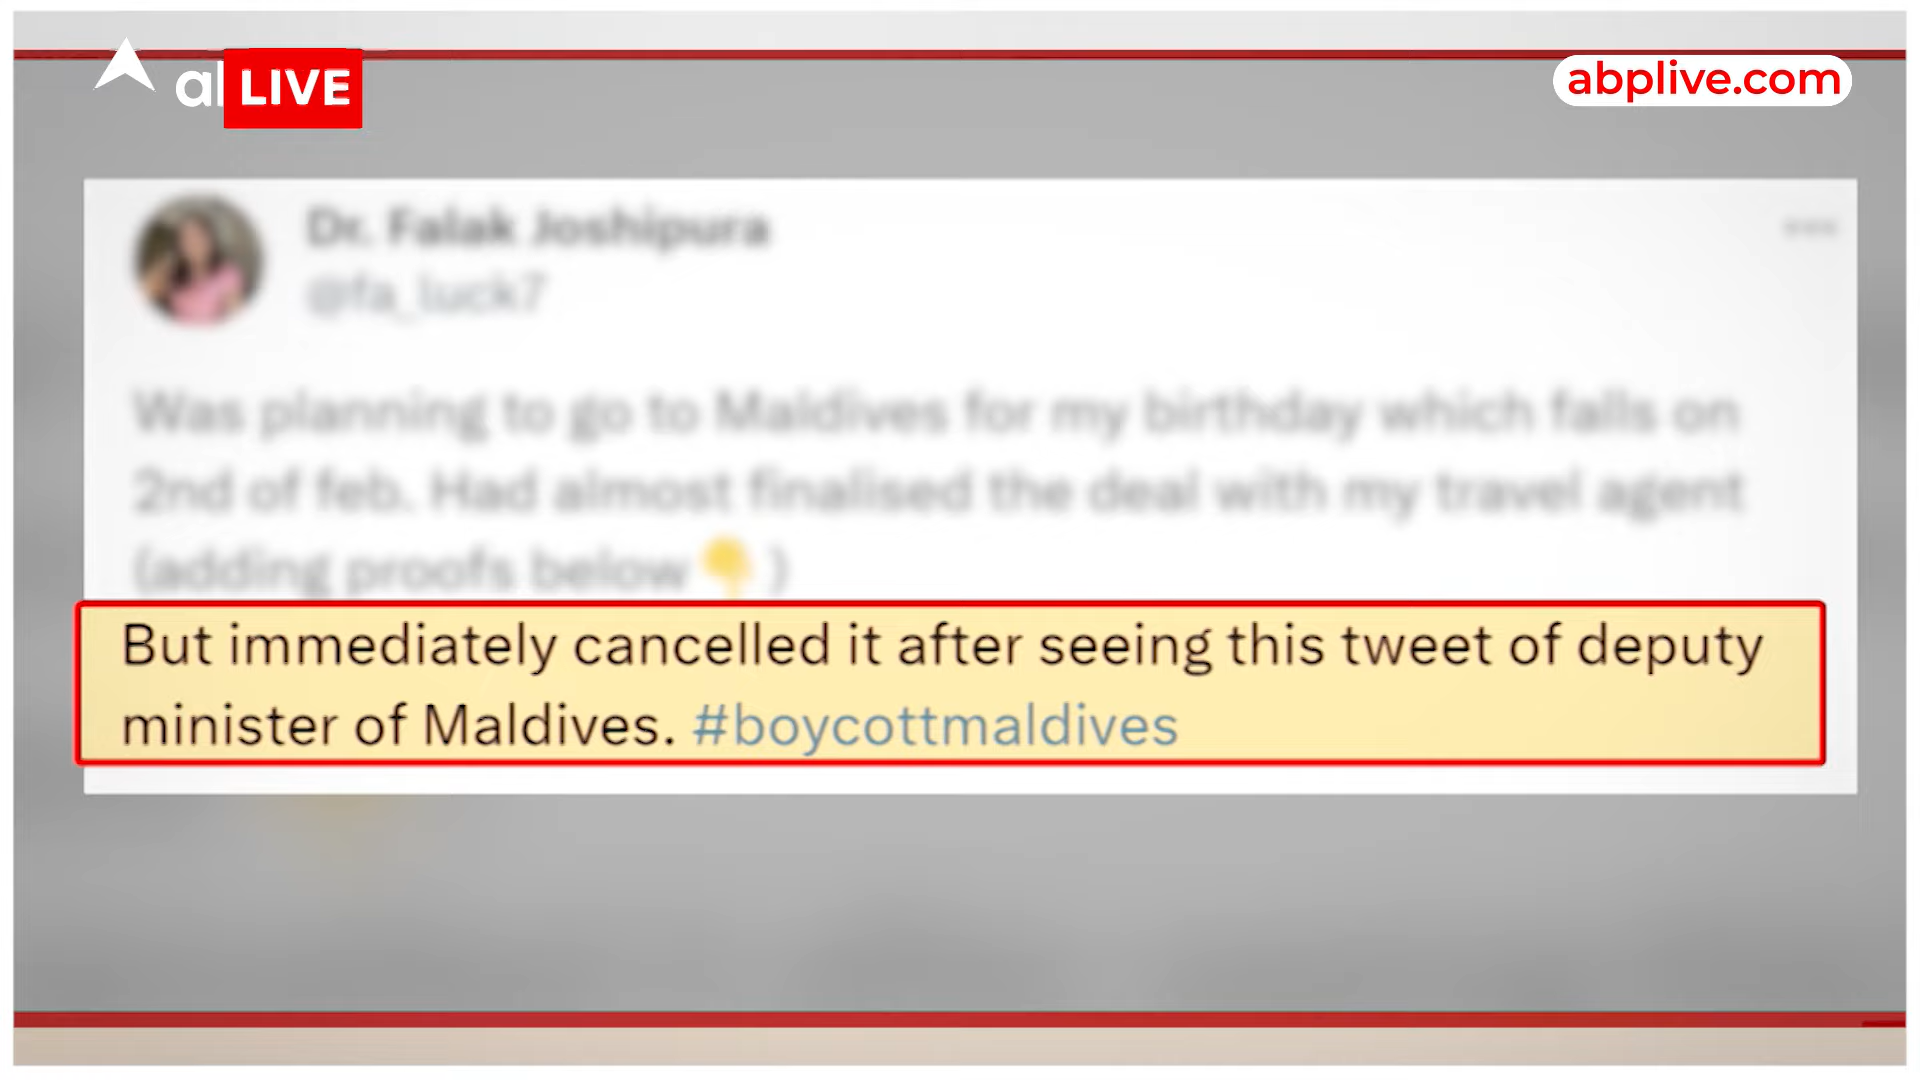 al LIVE
abplive.com
Dr. Falak Joshipura
@fa_luck7
Was planning to go to Maldives for my birthday which falls on
2nd of feb. Had almost finalised the deal with my travel agent
(adding proofs below 👇 )
But immediately cancelled it after seeing this tweet of deputy
minister of Maldives. #boycottmaldives